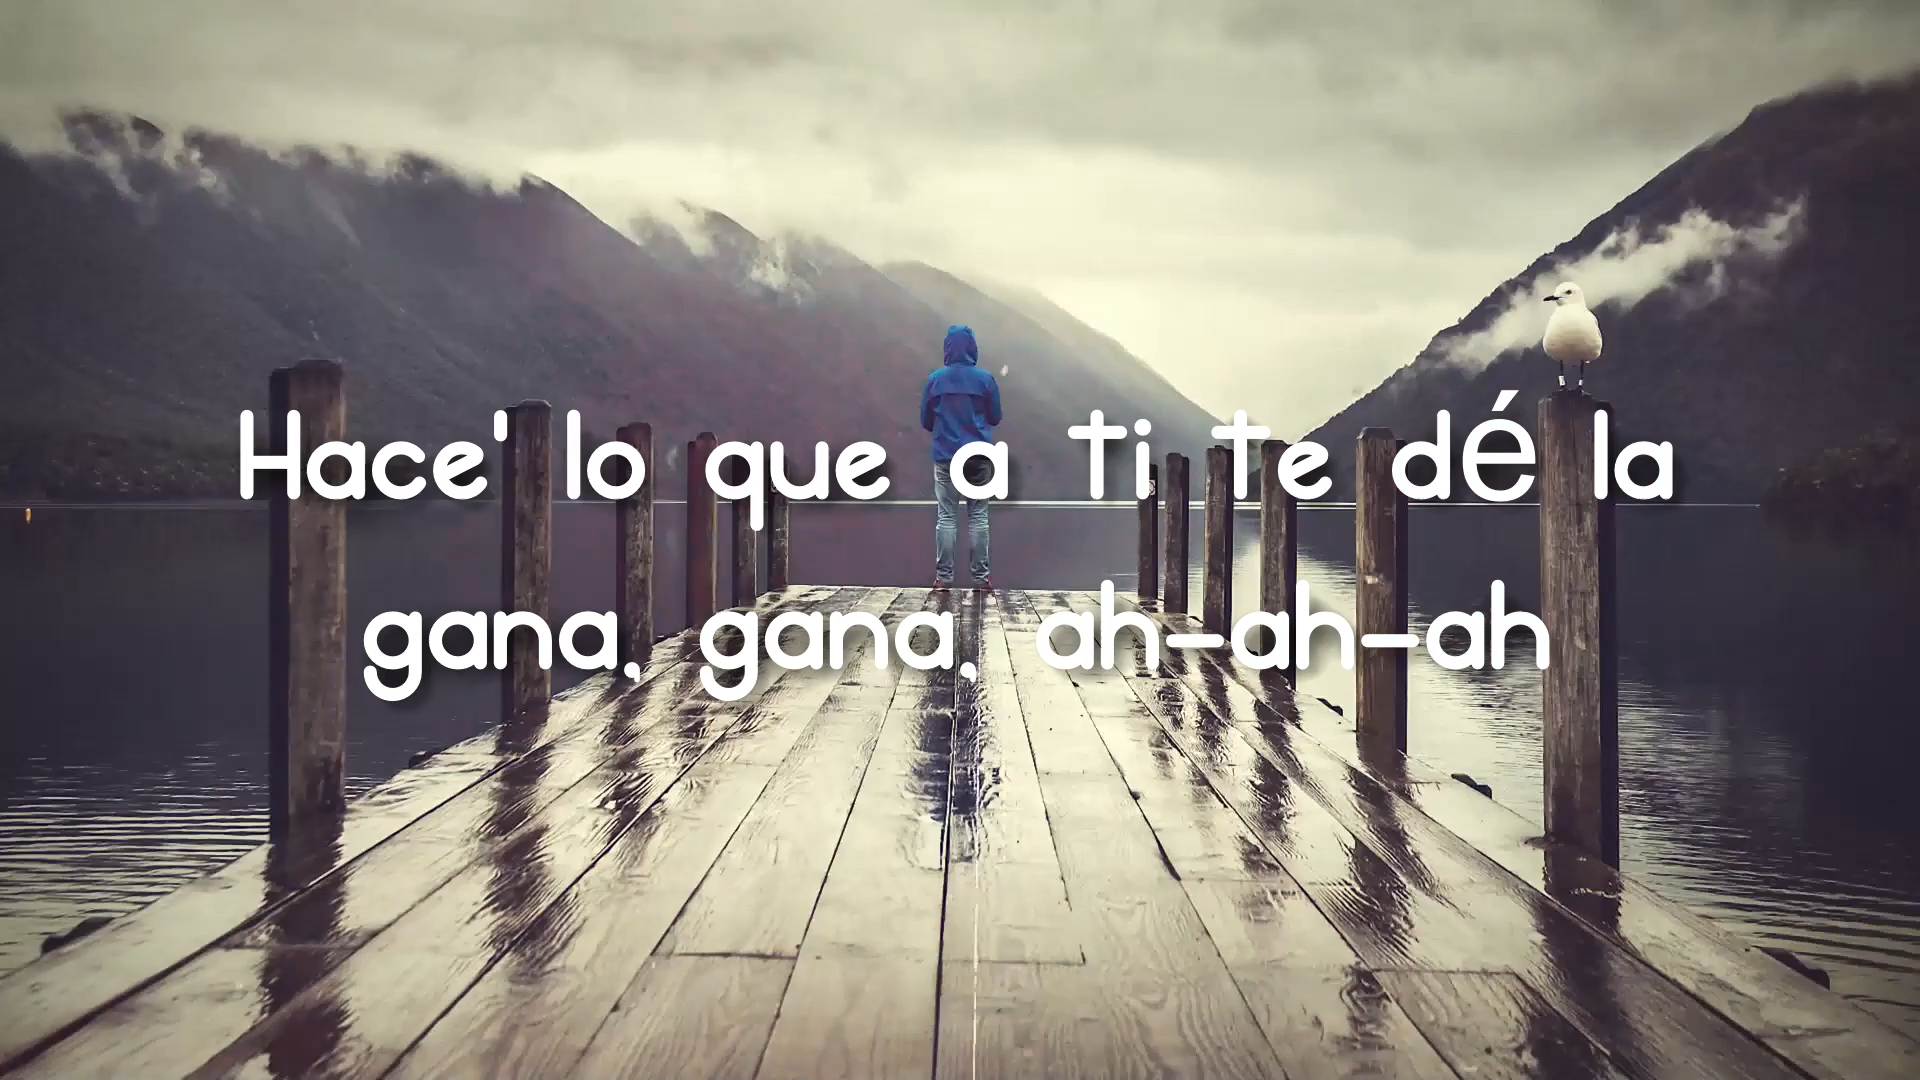 Hace' lo que a ti te dé la
gana, gana, ah-ah-ah